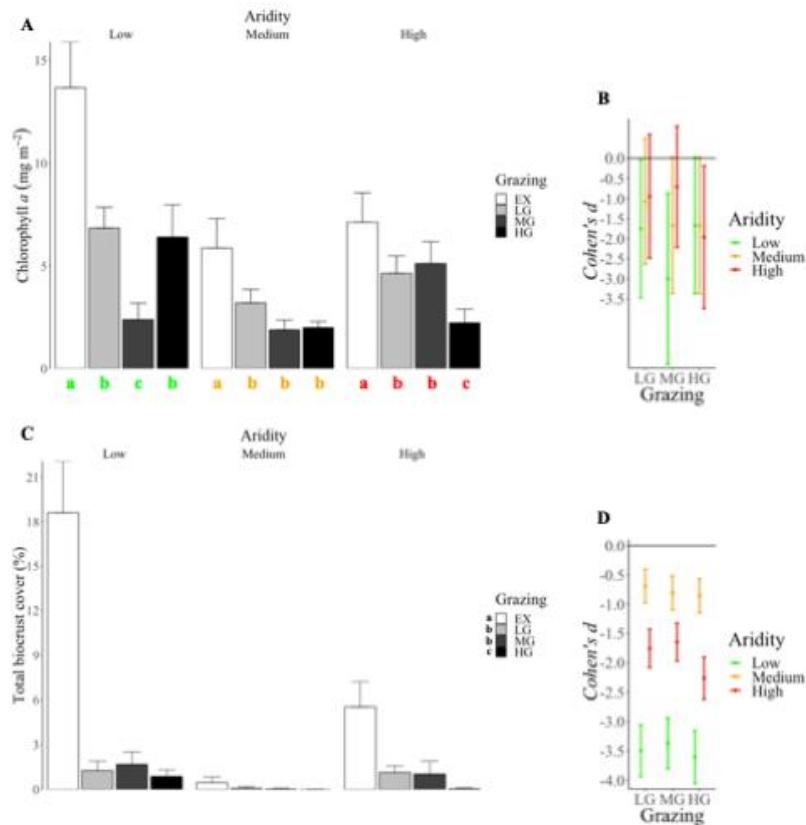 A
Aridity
Low Medium High
Chlorophyll a (mg m⁻²)
15
10
5
0
Grazing
EX
LG
MG
HG
a b c b a b b b a b b c
B
Cohen's d
0.0
-0.5
-1.0
-1.5
-2.0
-2.5
-3.0
-3.5
LG MG HG
Grazing
Aridity
Low
Medium
High
C
Aridity
Low Medium High
Total biocrust cover (%)
21
18
15
12
9
6
3
0
Grazing
a EX
b LG
b MG
c HG
D
Cohen's d
0.0
-0.5
-1.0
-1.5
-2.0
-2.5
-3.0
-3.5
-4.0
LG MG HG
Grazing
Aridity
Low
Medium
High